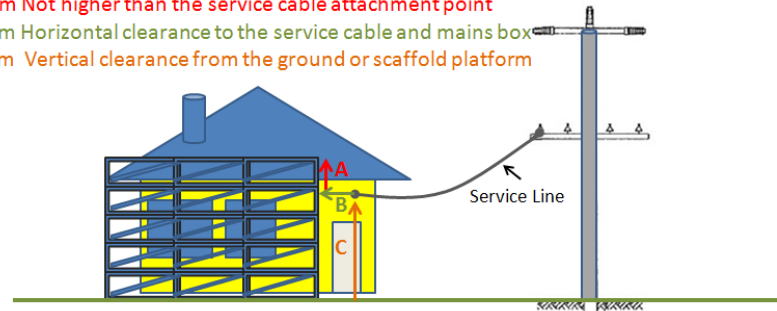 m Not higher than the service cable attachment point
m Horizontal clearance to the service cable and mains box
m Vertical clearance from the ground or scaffold platform
A
B
Service Line
C